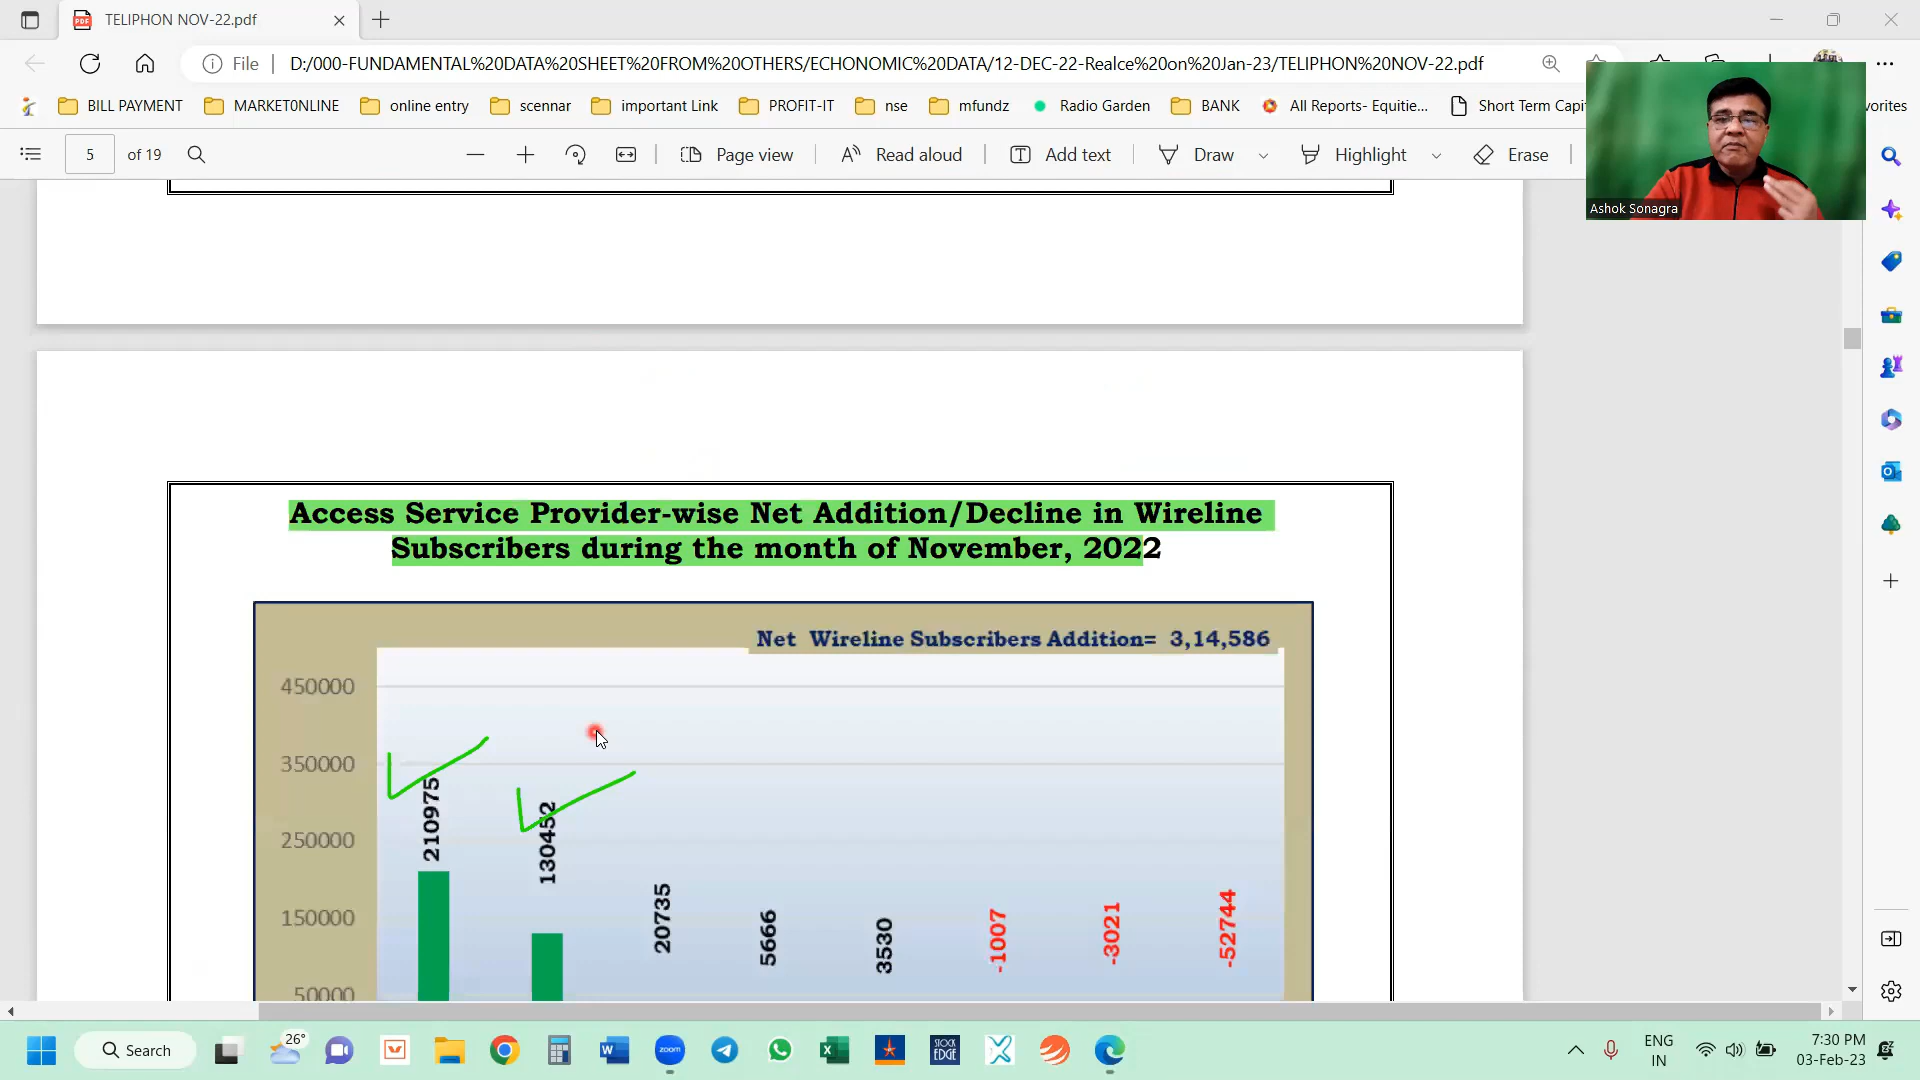 TELIPHON NOV-22.pdf
File
D:/000-FUNDAMENTAL%20DATA%20SHEET%20FROM%20OTHERS/ECHONOMIC%20DATA/12-DEC-22-Realce%20on%20Jan-23/TELIPHON%20NOV-22.pdf
BILL PAYMENT MARKET0NLINE online entry scennar important Link PROFIT-IT nse mfundz Radio Garden BANK All Reports- Equitie... Short Term Capi vorites
5 of 19 Page view Read aloud Add text Draw Highlight Erase
Ashok Sonagra
Access Service Provider-wise Net Addition/Decline in Wireline
Subscribers during the month of November, 2022
Net Wireline Subscribers Addition= 3,14,586
450000
350000
250000
150000
50000
210975
130452
20735
5666
3530
-1007
-3021
-52744
26°
Search
zoom
STOCK
EDGE
ENG
IN
7:30 PM
03-Feb-23